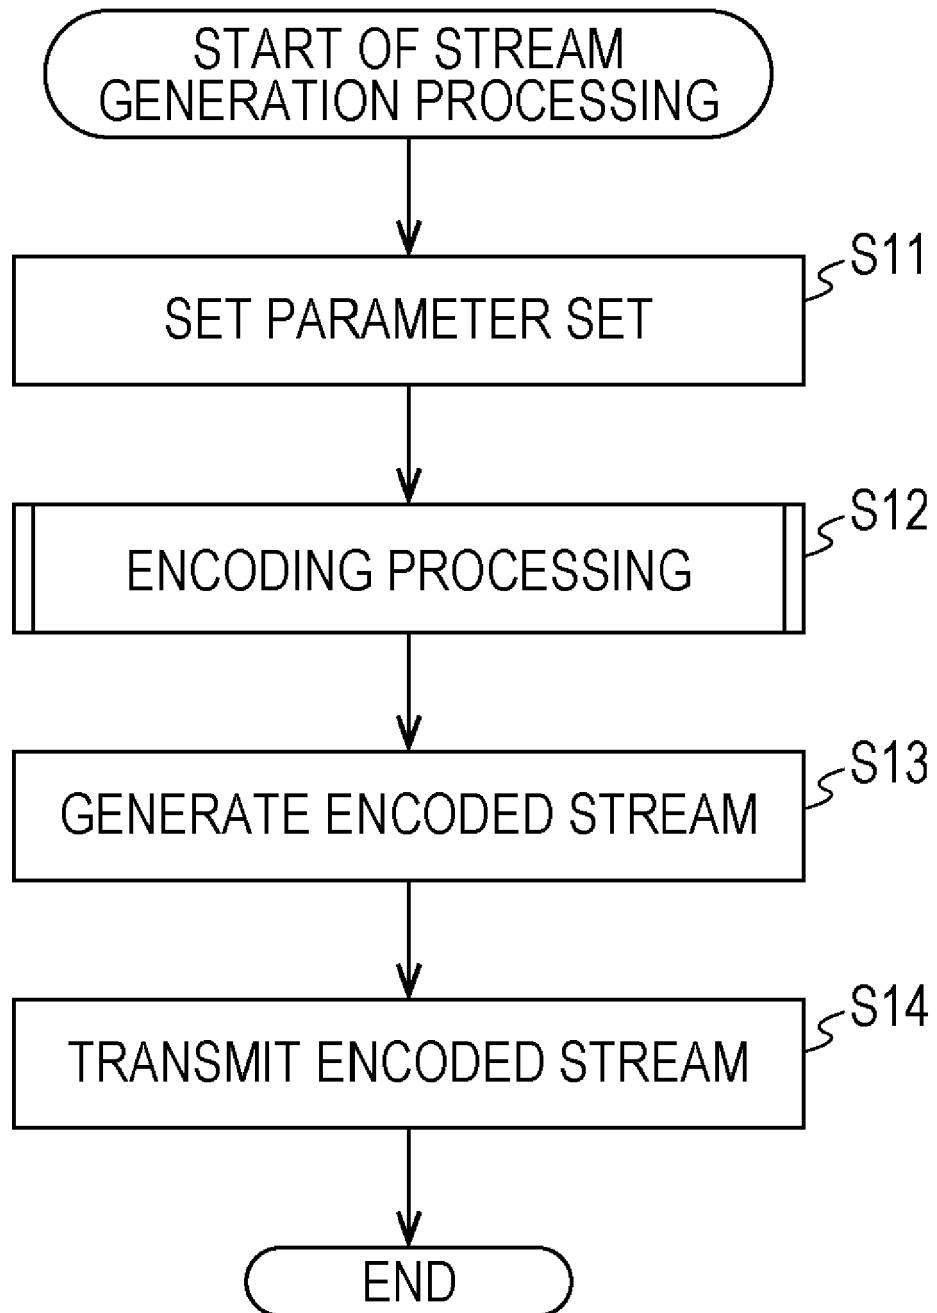 START OF STREAM
GENERATION PROCESSING
S11
SET PARAMETER SET
S12
ENCODING PROCESSING
S13
GENERATE ENCODED STREAM
S14
TRANSMIT ENCODED STREAM
END